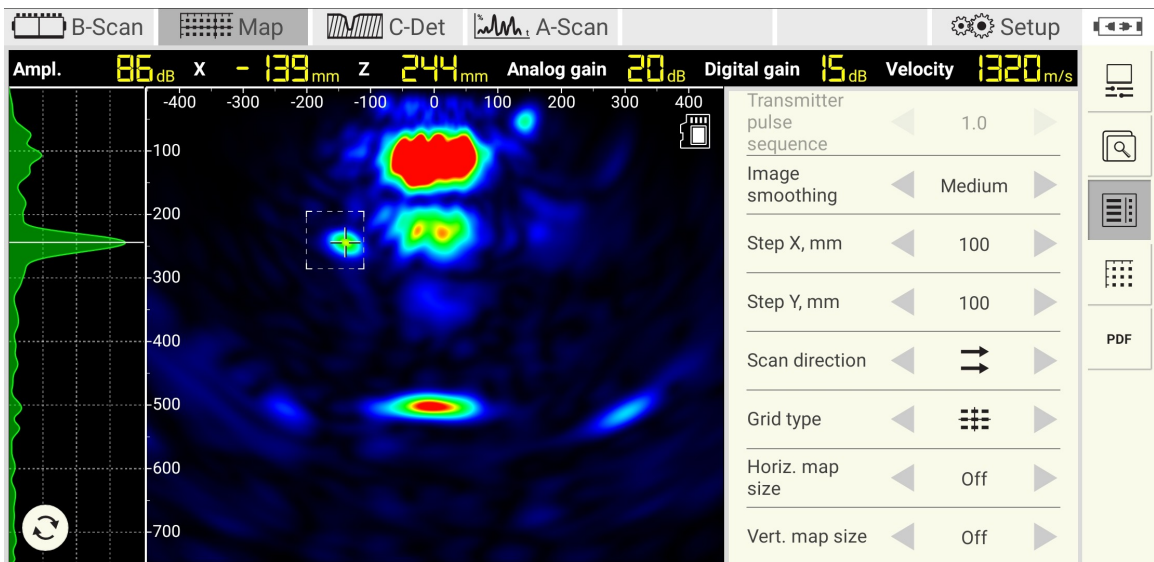 B-Scan Map C-Det % t A-Scan Setup
Ampl. 86 dB X - 139 mm Z 244 mm Analog gain 20 dB Digital gain 15 dB Velocity 1320 m/s
-400 -300 -200 -100 0 100 200 300 400
100
200
300
400
500
600
700
Transmitter
pulse
sequence
1.0
Image
smoothing
Medium
Step X, mm 100
Step Y, mm 100
Scan direction
Grid type
Horiz. map
size
Off
Vert. map size Off
PDF